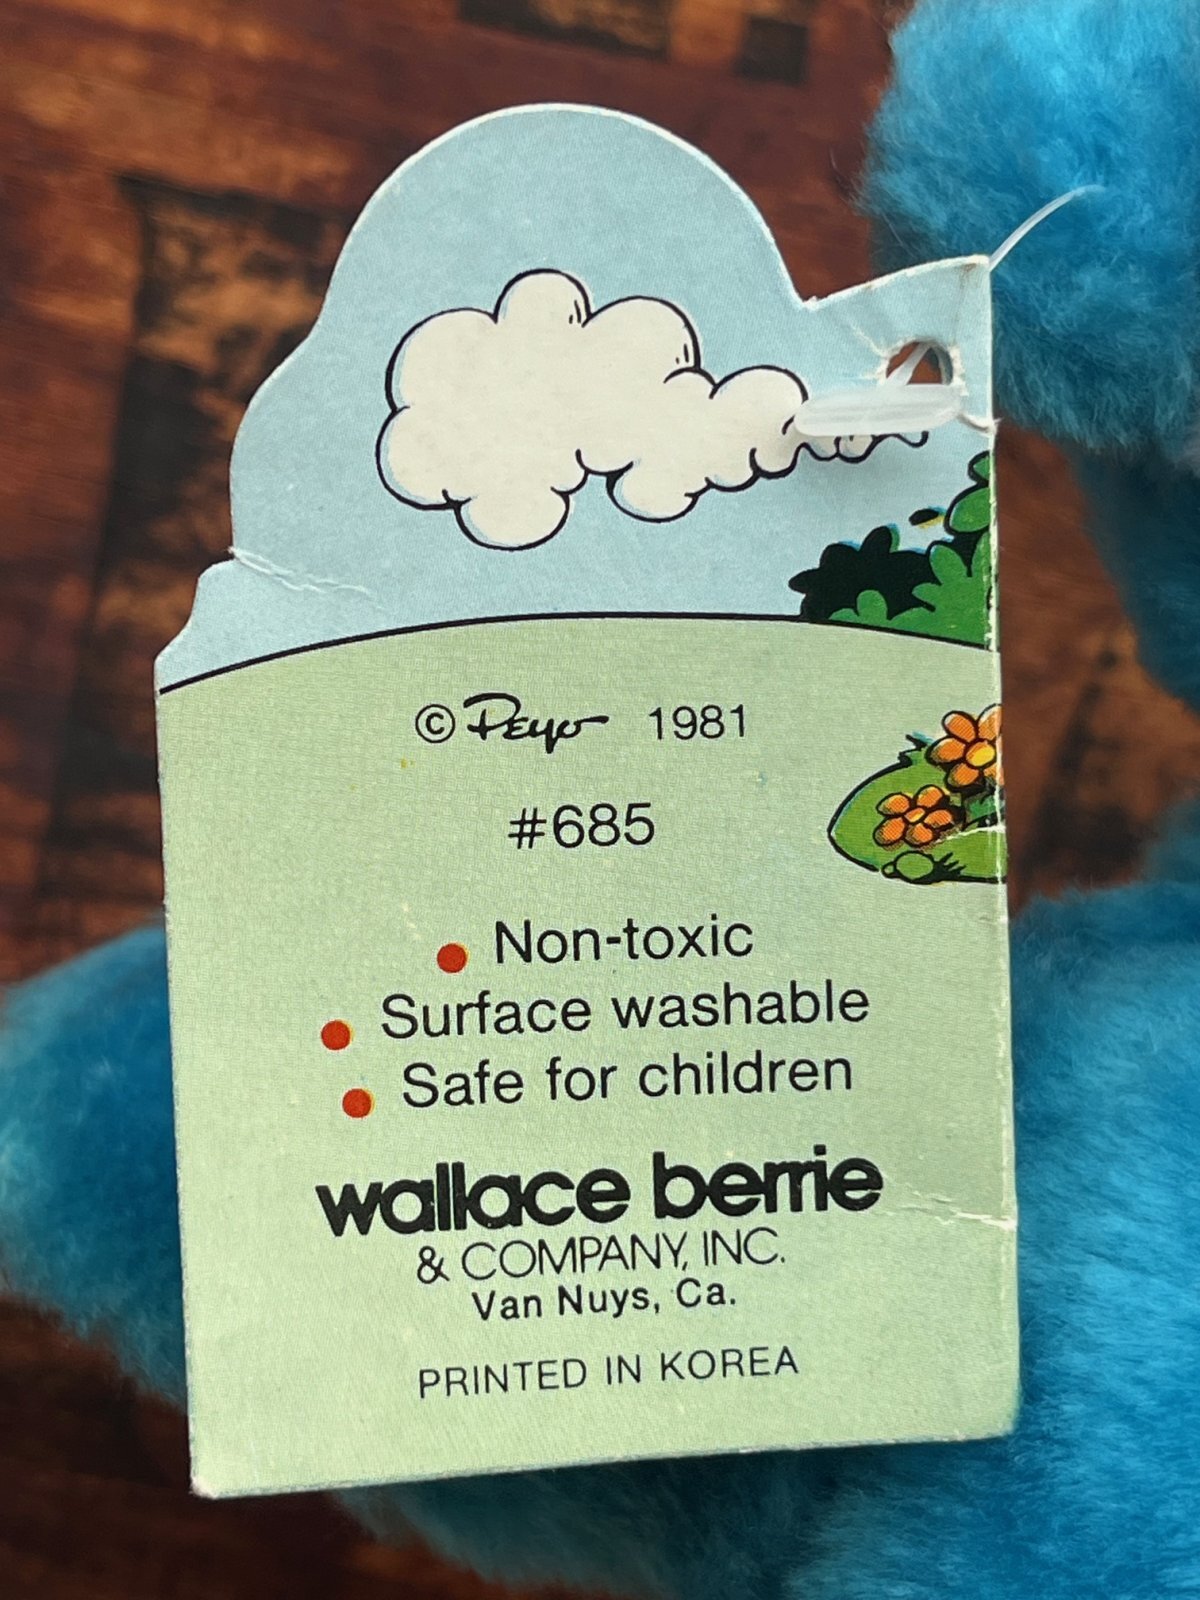 © Peyo 1981
#685
• Non-toxic
• Surface washable
• Safe for children
wallace berrie
& COMPANY, INC.
Van Nuys, Ca.
PRINTED IN KOREA